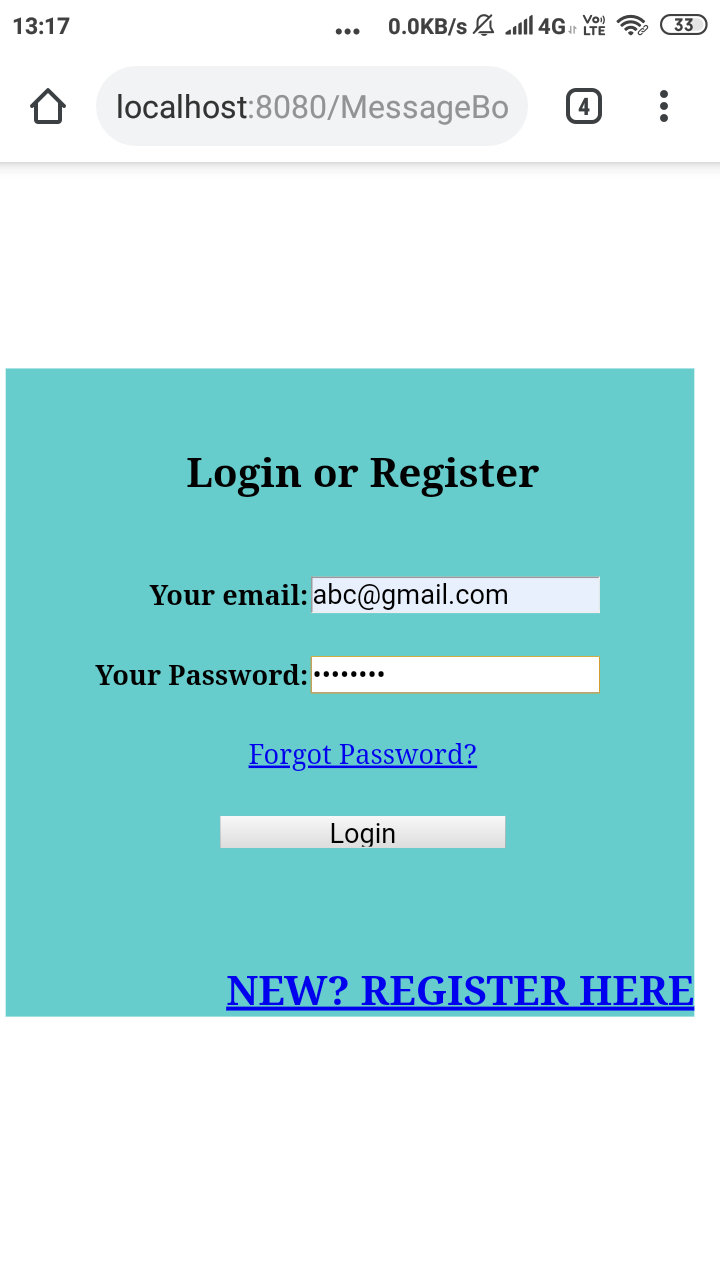 13:17 ... 0.0KB/s 4G Vo) LTE 33
localhost:8080/MessageBo 4
Login or Register
Your email: abc@gmail.com
Your Password: ••••••••
Forgot Password?
Login
NEW? REGISTER HERE